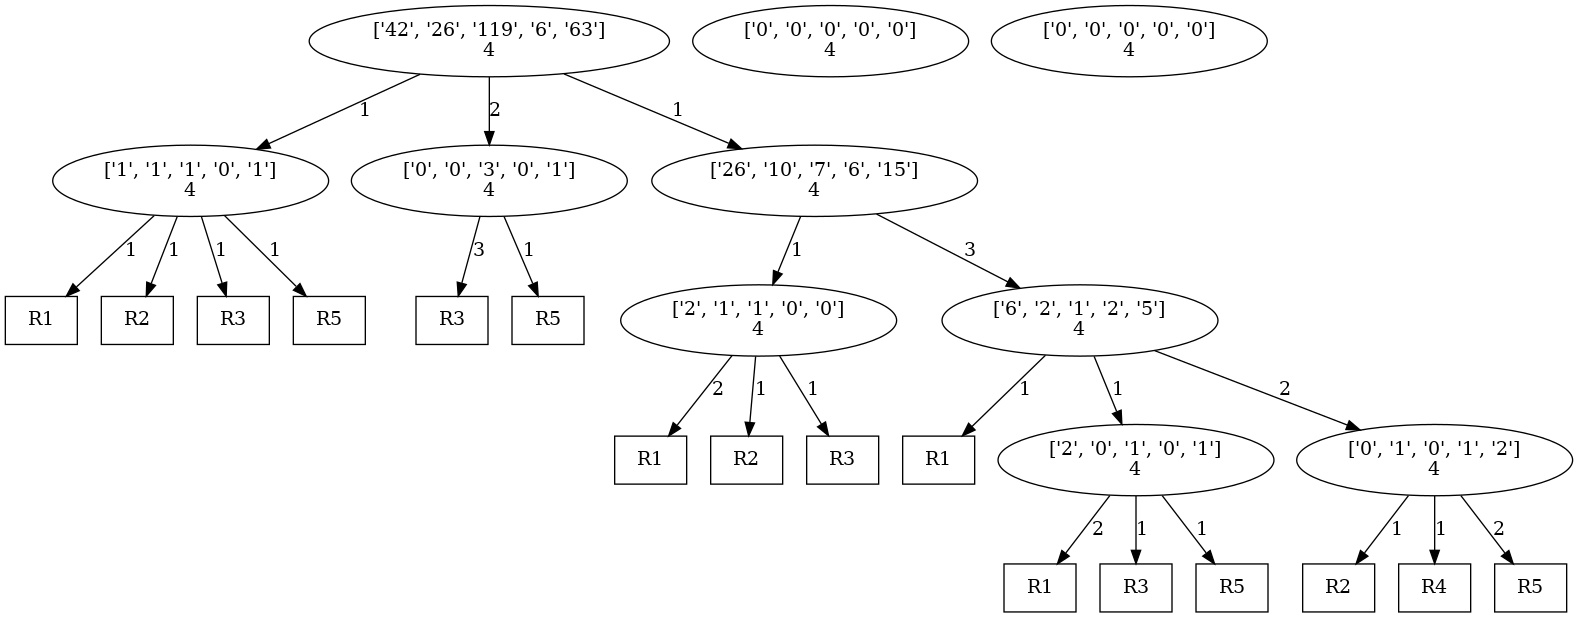 ['42', '26', '119', '6', '63']
4
['0', '0', '0', '0', '0']
4
['0', '0', '0', '0', '0']
4
1
2
1
['1', '1', '1', '0', '1']
4
['0', '0', '3', '0', '1']
4
['26', '10', '7', '6', '15']
4
1
1
1
1
3
1
1
3
R1
R2
R3
R5
R3
R5
['2', '1', '1', '0', '0']
4
['6', '2', '1', '2', '5']
4
2
1
1
1
1
2
R1
R2
R3
R1
['2', '0', '1', '0', '1']
4
['0', '1', '0', '1', '2']
4
2
1
1
1
1
2
R1
R3
R5
R2
R4
R5